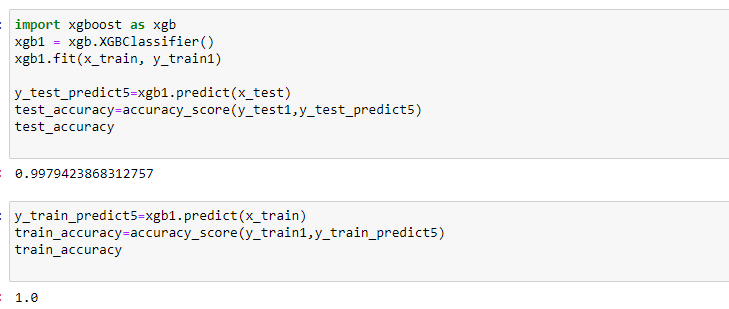 import xgboost as xgb
xgb1 = xgb.XGBClassifier()
xgb1.fit(x_train, y_train1)
y_test_predict5=xgb1.predict(x_test)
test_accuracy=accuracy_score(y_test1,y_test_predict5)
test_accuracy
0.9979423868312757
y_train_predict5=xgb1.predict(x_train)
train_accuracy=accuracy_score(y_train1,y_train_predict5)
train_accuracy
1.0